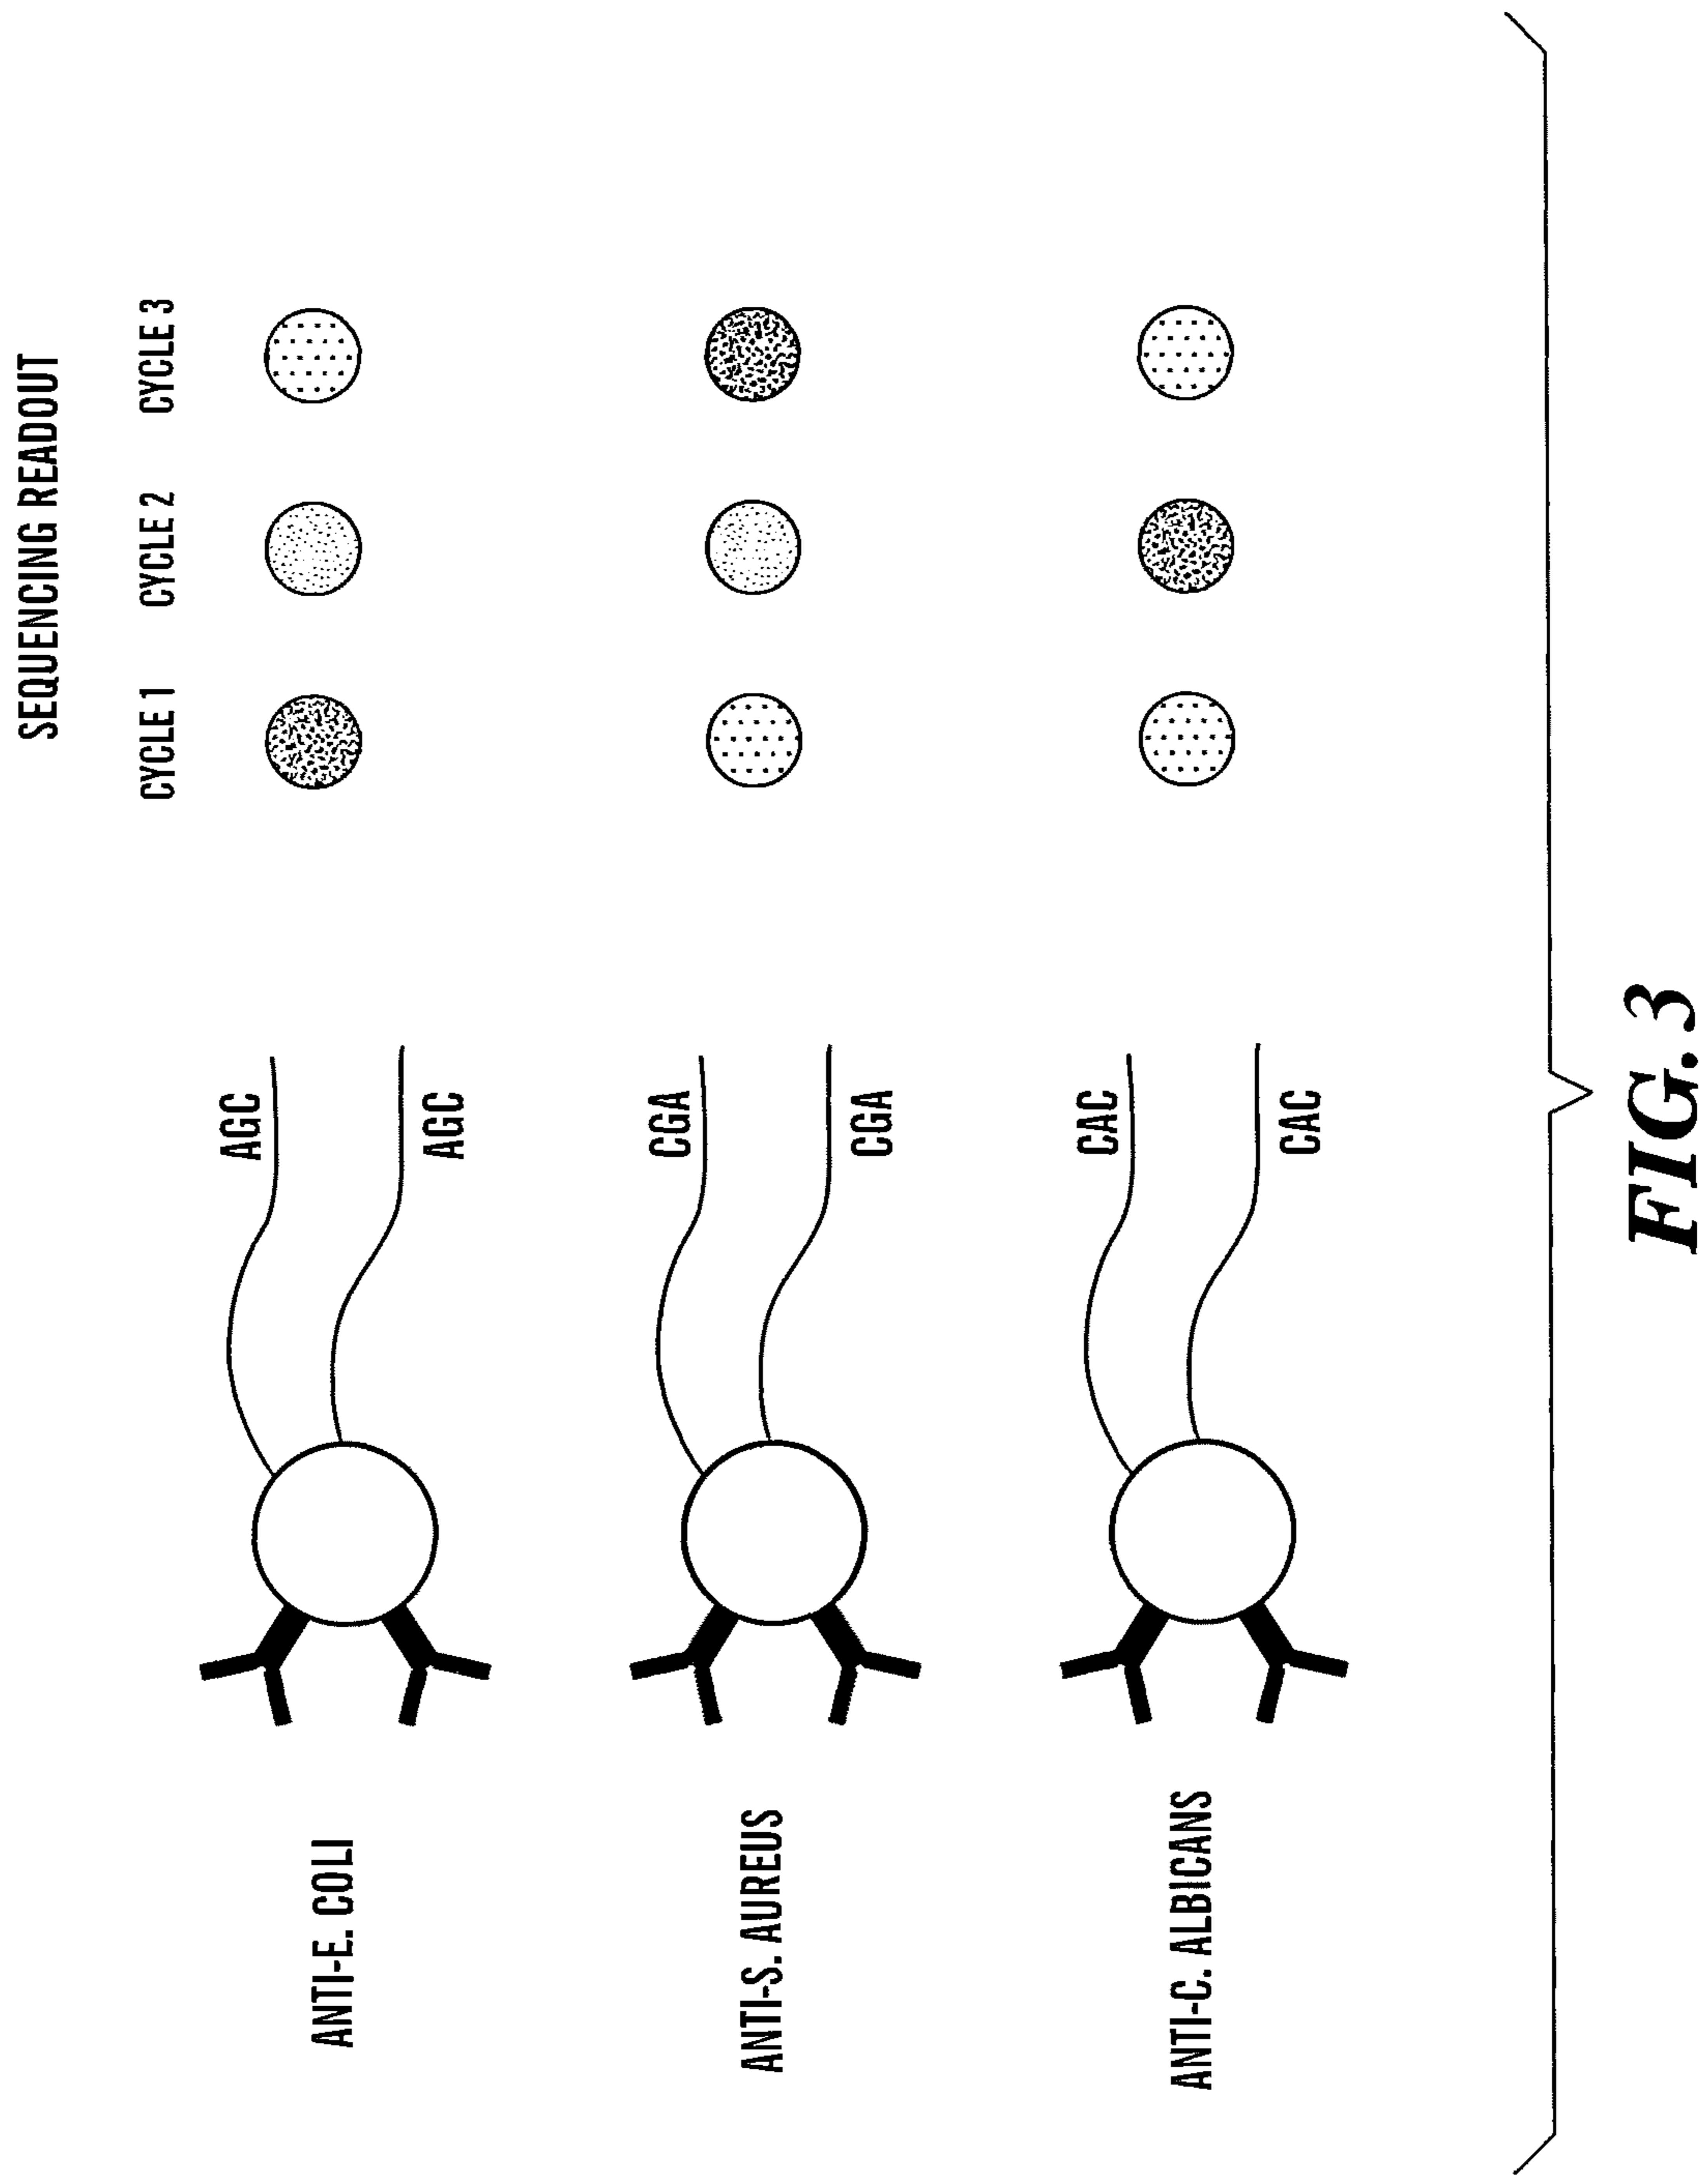 SEQUENCING READOUT
CYCLE 1 CYCLE 2 CYCLE 3
AGC
ANTI-E. COLI
AGC
CGA
ANTI-S. AUREUS
CGA
CAC
ANTI-C. ALBICANS
CAC
FIG. 3